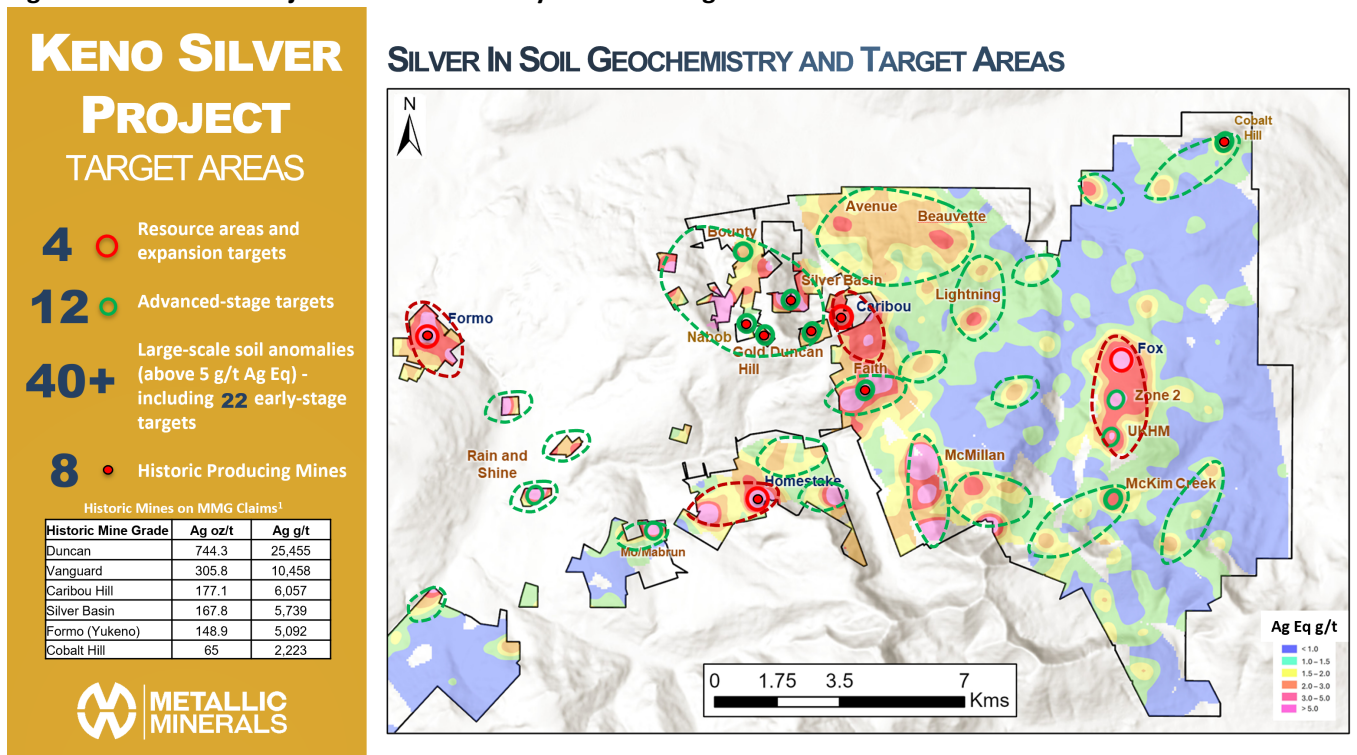 KENO SILVER
PROJECT
TARGET AREAS
4
Resource areas and
expansion targets
12
Advanced-stage targets
40+
Large-scale soil anomalies
(above 5 g/t Ag Eq) -
including 22 early-stage
targets
8
Historic Producing Mines
Historic Mines on MMG Claims1
Historic Mine Grade Ag oz/t Ag g/t
Duncan 744.3 25,455
Vanguard 305.8 10,458
Caribou Hill 177.1 6,057
Silver Basin 167.8 5,739
Formo (Yukeno) 148.9 5,092
Cobalt Hill 65 2,223
METALLIC
MINERALS
SILVER IN SOIL GEOCHEMISTRY AND TARGET AREAS
N
Cobalt
Hill
Avenue
Beauvette
Bounty
Silver Basin
Lightning
Caribou
Formo
Nabob
Gold
Hill
Duncan
Fox
Faith
Zone 2
UKHM
Rain and
Shine
McMillan
Homestake
McKim Creek
Mo/Mabrun
0 1.75 3.5 7
Kms
Ag Eq g/t
< 1.0
1.0 – 1.5
1.5 – 2.0
2.0 – 3.0
3.0 – 5.0
> 5.0